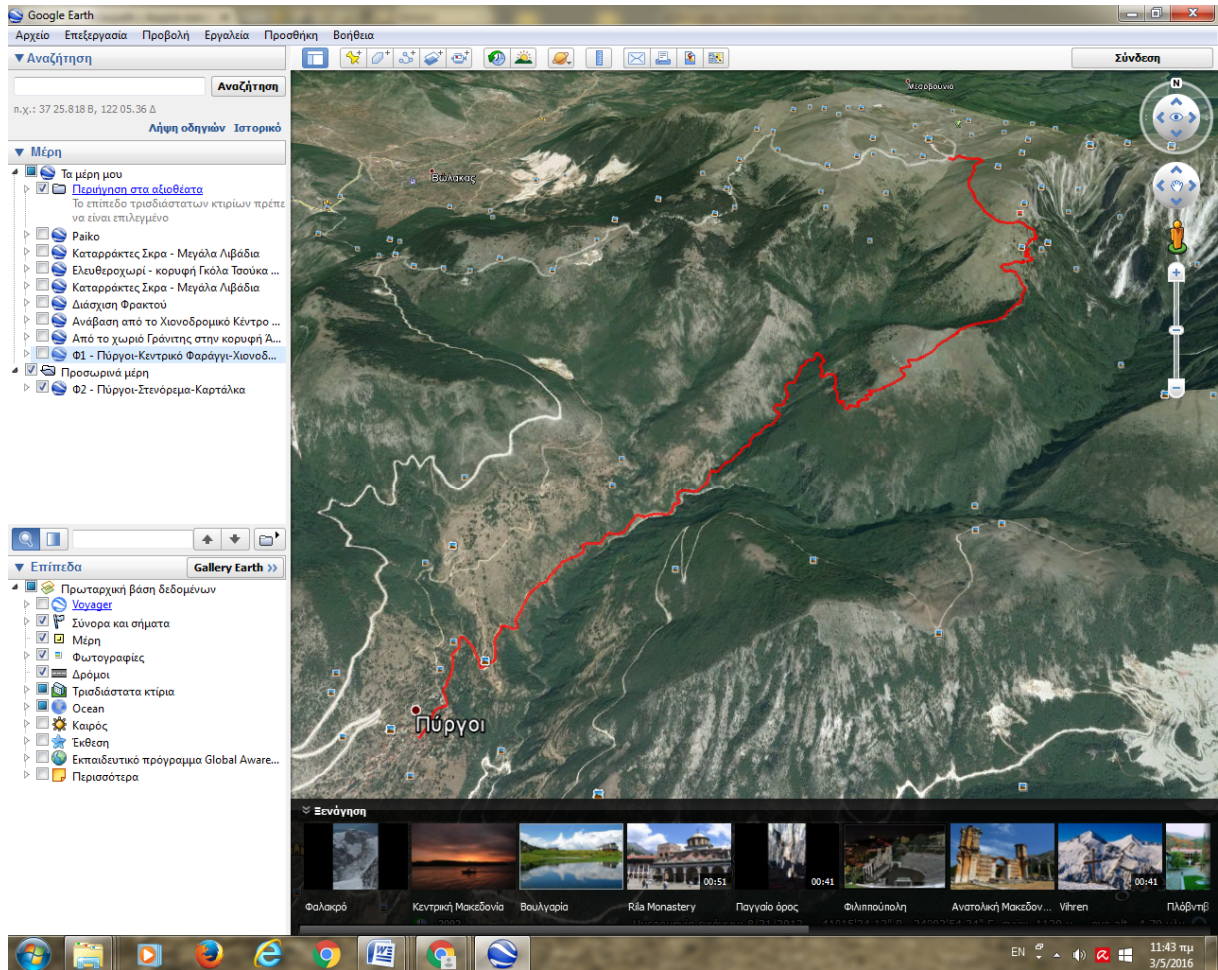 Google Earth
Αρχείο Επεξεργασία Προβολή Εργαλεία Προσθήκη Βοήθεια
Αναζήτηση
Αναζήτηση
π.χ.: 37 25.818 Β, 122 05.36 Δ
Λήψη οδηγιών Ιστορικό
Μέρη
Τα μέρη μου
Περιήγηση στα αξιοθέατα
Το επίπεδο τρισδιάστατων κτιρίων πρέπε
να είναι επιλεγμένο
Paiko
Καταρράκτες Σκρα - Μεγάλα Λιβάδια
Ελευθεροχωρί - κορυφή Γκόλα Τσούκα ...
Καταρράκτες Σκρα - Μεγάλα Λιβάδια
Διάσχιση Φρακτού
Ανάβαση από το Χιονοδρομικό Κέντρο ...
Από το χωριό Γράνιτης στην κορυφή Ά...
Φ1 - Πύργοι-Κεντρικό Φαράγγι-Χιονοδ...
Προσωρινά μέρη
Φ2 - Πύργοι-Στενόρεμα-Καρτάλκα
Επίπεδα
Gallery Earth >>
Πρωταρχική βάση δεδομένων
Voyager
Σύνορα και σήματα
Μέρη
Φωτογραφίες
Δρόμοι
Τρισδιάστατα κτίρια
Ocean
Καιρός
Έκθεση
Εκπαιδευτικό πρόγραμμα Global Aware...
Περισσότερα
Σύνδεση
N
Μεσοβούνιο
Βώλακας
Πύργοι
Ξενάγηση
00:51
00:41
00:41
Φαλακρό
Κεντρική Μακεδονία
Βουλγαρία
Rila Monastery
Παγγαίο όρος
Φιλιππούπολη
Ανατολική Μακεδον...
Vihren
Πλόβντιβ
EN
11:43 πμ
3/5/2016